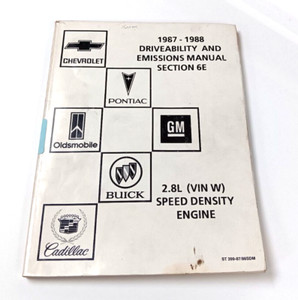 1987 - 1988
DRIVEABILITY AND
EMISSIONS MANUAL
SECTION 6E
CHEVROLET
PONTIAC
Oldsmobile
GM
BUICK
Cadillac
2.8L (VIN W)
SPEED DENSITY
ENGINE